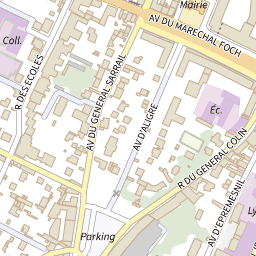 Mairie
AV DU MARECHAL FOCH
Coll.
R DES ECOLES
AV DU GENERAL SARRAIL
AV D'ALIGRE
Éc.
R DU GENERAL COLIN
AV D'EPREMESNIL
Ly
Parking